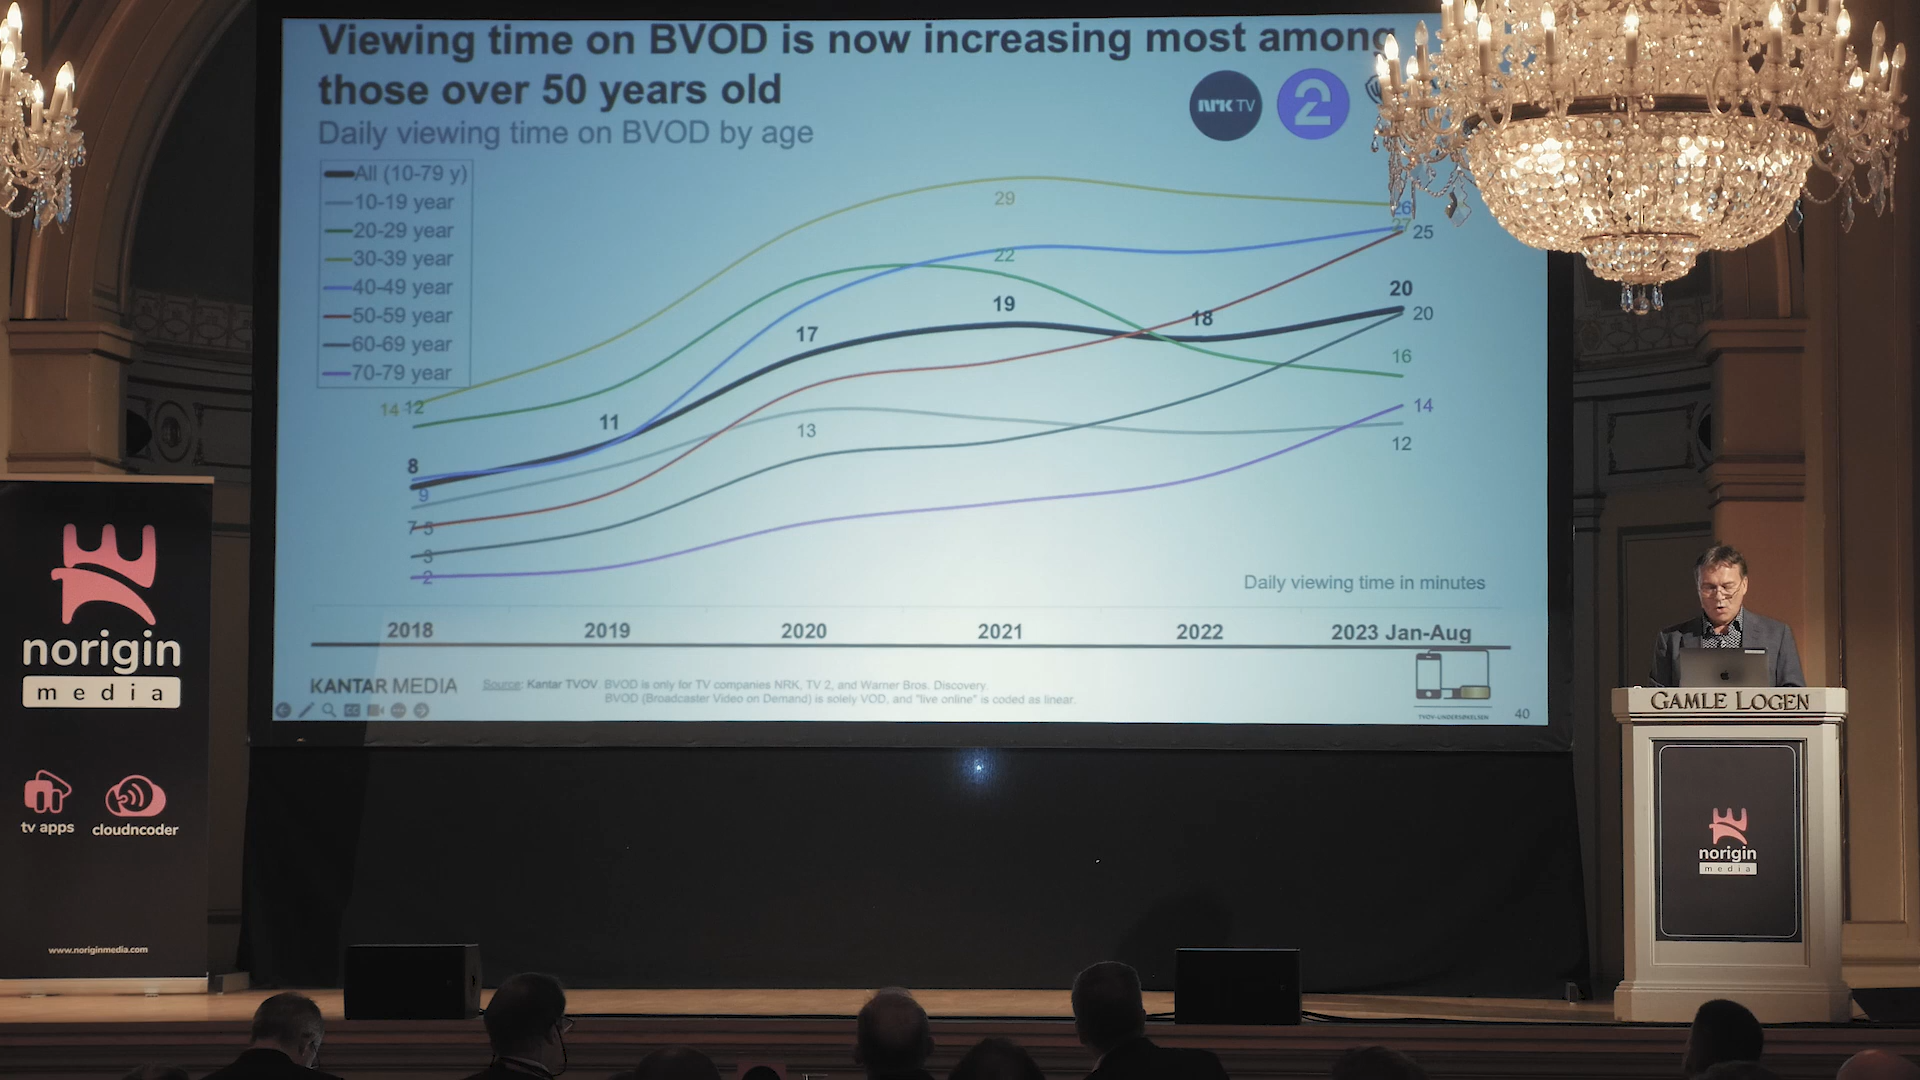 Viewing time on BVOD is now increasing most among
those over 50 years old
Daily viewing time on BVOD by age
NRK TV
2
All (10-79 y)
10-19 year
20-29 year
30-39 year
40-49 year
50-59 year
60-69 year
70-79 year
14 12
8
9
7 5
3
2
11
17
13
29
22
19
18
26
27
25
20
20
16
14
12
Daily viewing time in minutes
2018 2019 2020 2021 2022 2023 Jan-Aug
KANTAR MEDIA
Source: Kantar TVOV. BVOD is only for TV companies NRK, TV 2, and Warner Bros. Discovery.
BVOD (Broadcaster Video on Demand) is solely VOD, and "live online" is coded as linear.
TVOV-UNDERSØKELSEN
40
norigin
media
tv apps
cloudncoder
www.noriginmedia.com
GAMLE LOGEN
norigin
media